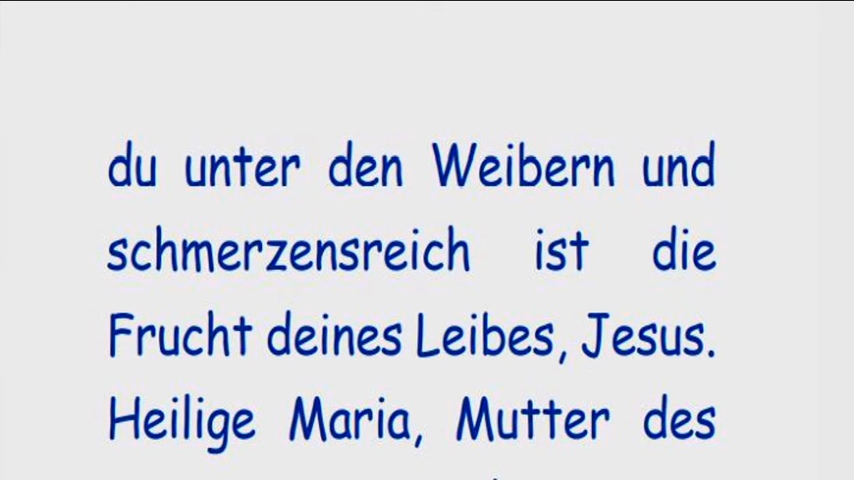 du unter den Weibern und
schmerzensreich ist die
Frucht deines Leibes, Jesus.
Heilige Maria, Mutter des